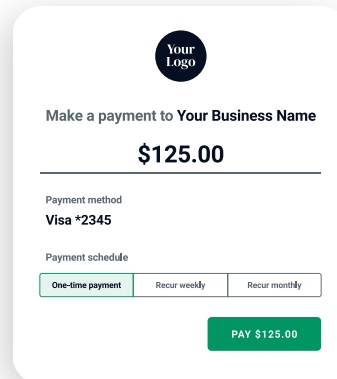 Your
Logo
Make a payment to Your Business Name
$125.00
Payment method
Visa *2345
Payment schedule
One-time payment Recur weekly Recur monthly
PAY $125.00